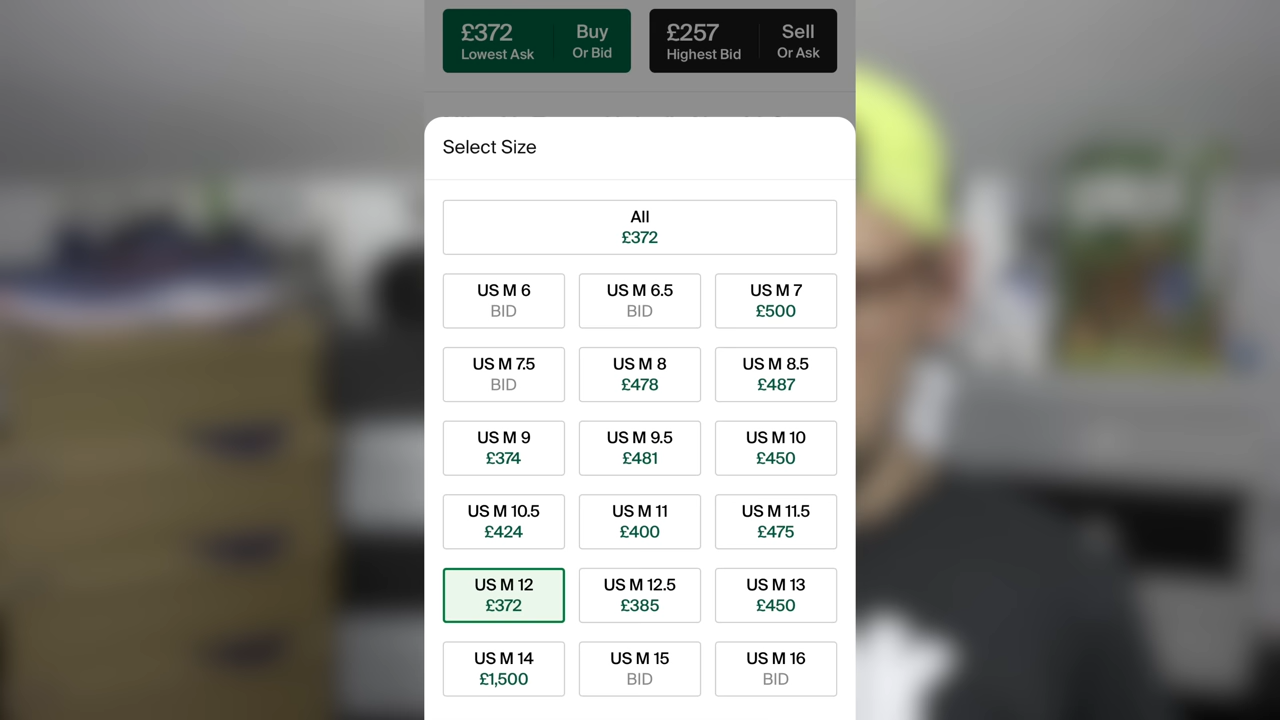 £372
Lowest Ask
Buy
Or Bid
£257
Highest Bid
Sell
Or Ask
Select Size
All
£372
US M 6
BID
US M 6.5
BID
US M 7
£500
US M 7.5
BID
US M 8
£478
US M 8.5
£487
US M 9
£374
US M 9.5
£481
US M 10
£450
US M 10.5
£424
US M 11
£400
US M 11.5
£475
US M 12
£372
US M 12.5
£385
US M 13
£450
US M 14
£1,500
US M 15
BID
US M 16
BID